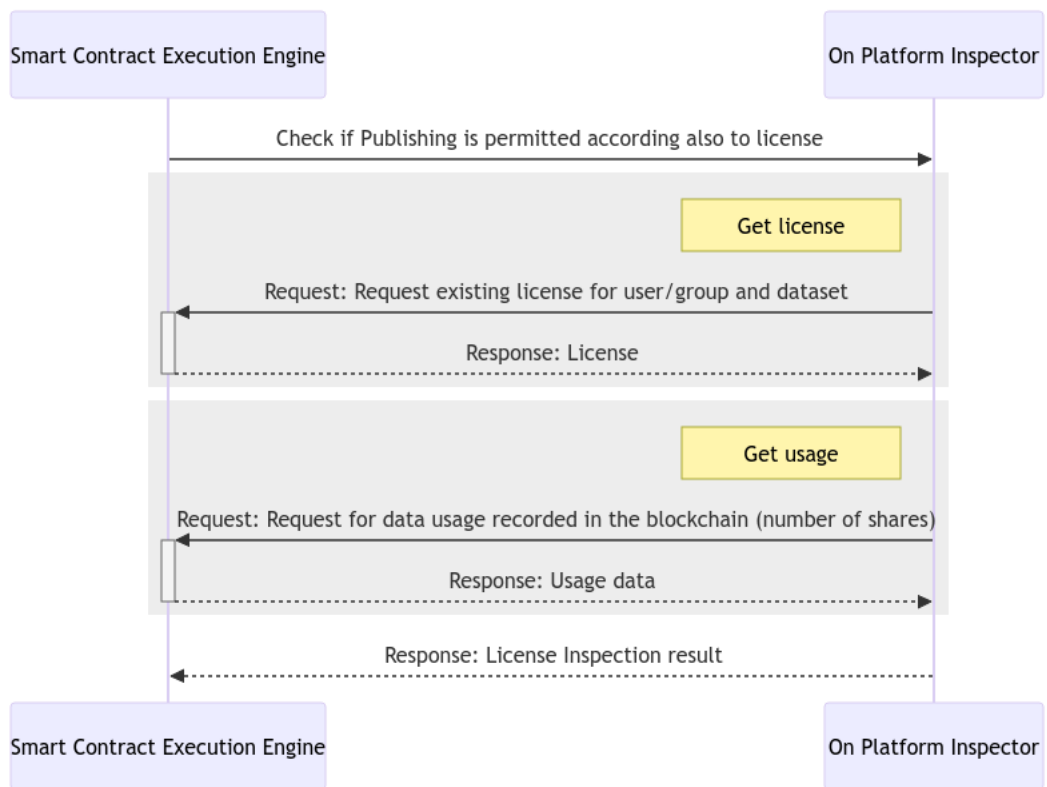 Smart Contract Execution Engine
On Platform Inspector
Check if Publishing is permitted according also to license
Get license
Request: Request existing license for user/group and dataset
Response: License
Get usage
Request: Request for data usage recorded in the blockchain (number of shares)
Response: Usage data
Response: License Inspection result
Smart Contract Execution Engine
On Platform Inspector